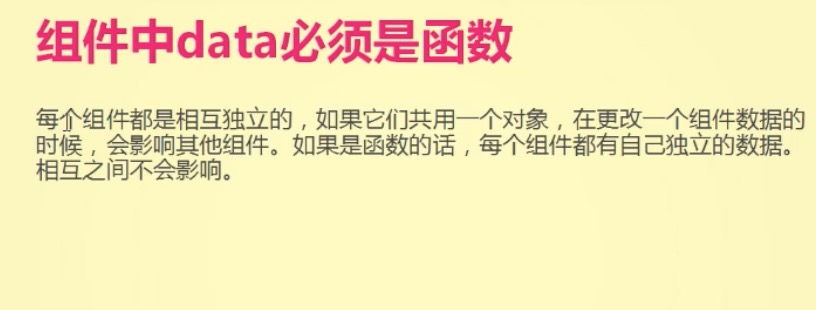 组件中data必须是函数
每个组件都是相互独立的，如果它们共用一个对象，在更改一个组件数据的
时候，会影响其他组件。如果是函数的话，每个组件都有自己独立的数据。
相互之间不会影响。